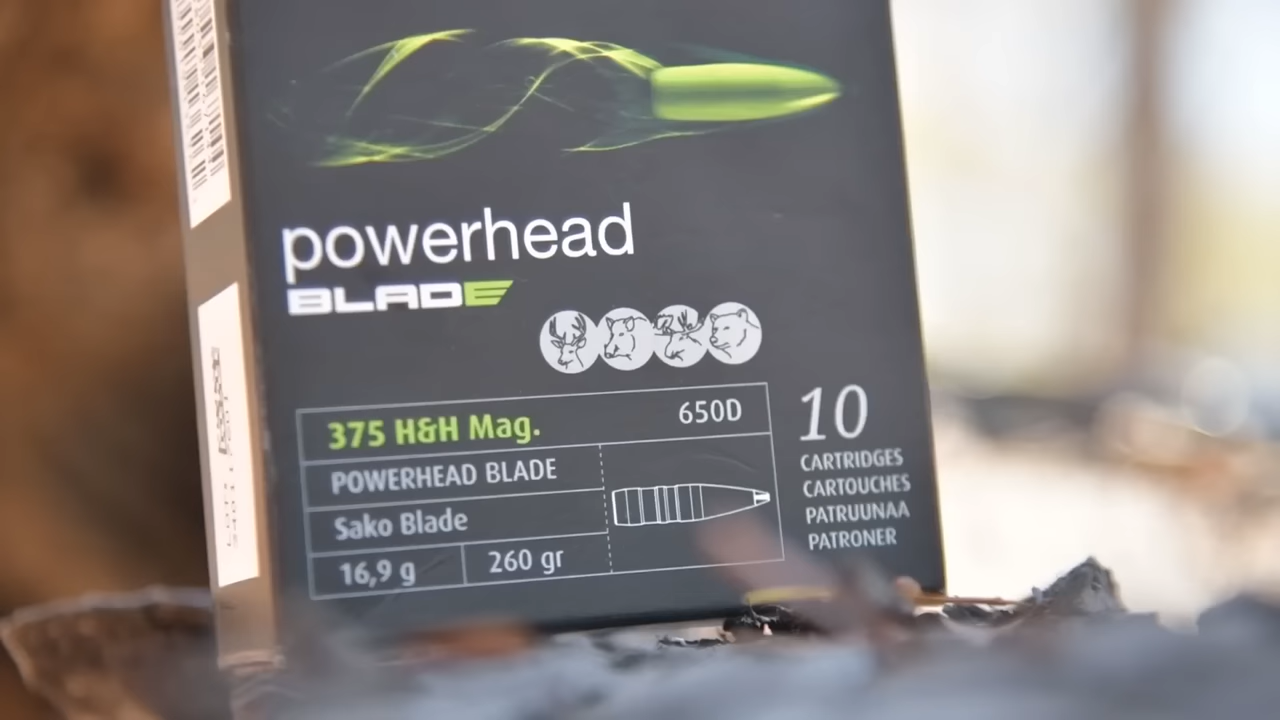 powerhead
BLADE
375 H&H Mag. 650D
POWERHEAD BLADE
Sako Blade
16,9 g 260 gr
10
CARTRIDGES
CARTOUCHES
PATRUUNAA
PATRONER